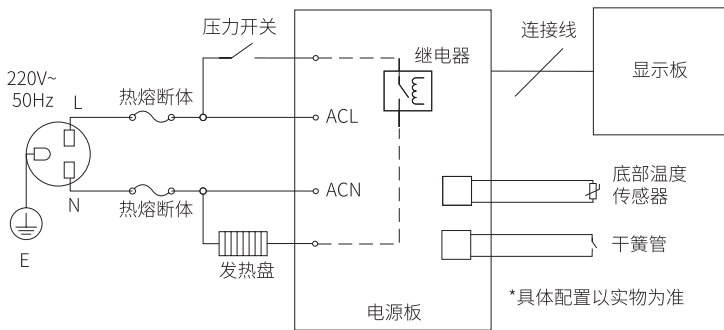 压力开关
220V~
50Hz
L
热熔断体
ACL
继电器
连接线
显示板
N
热熔断体
ACN
底部温度
传感器
E
发热盘
干簧管
电源板
*具体配置以实物为准